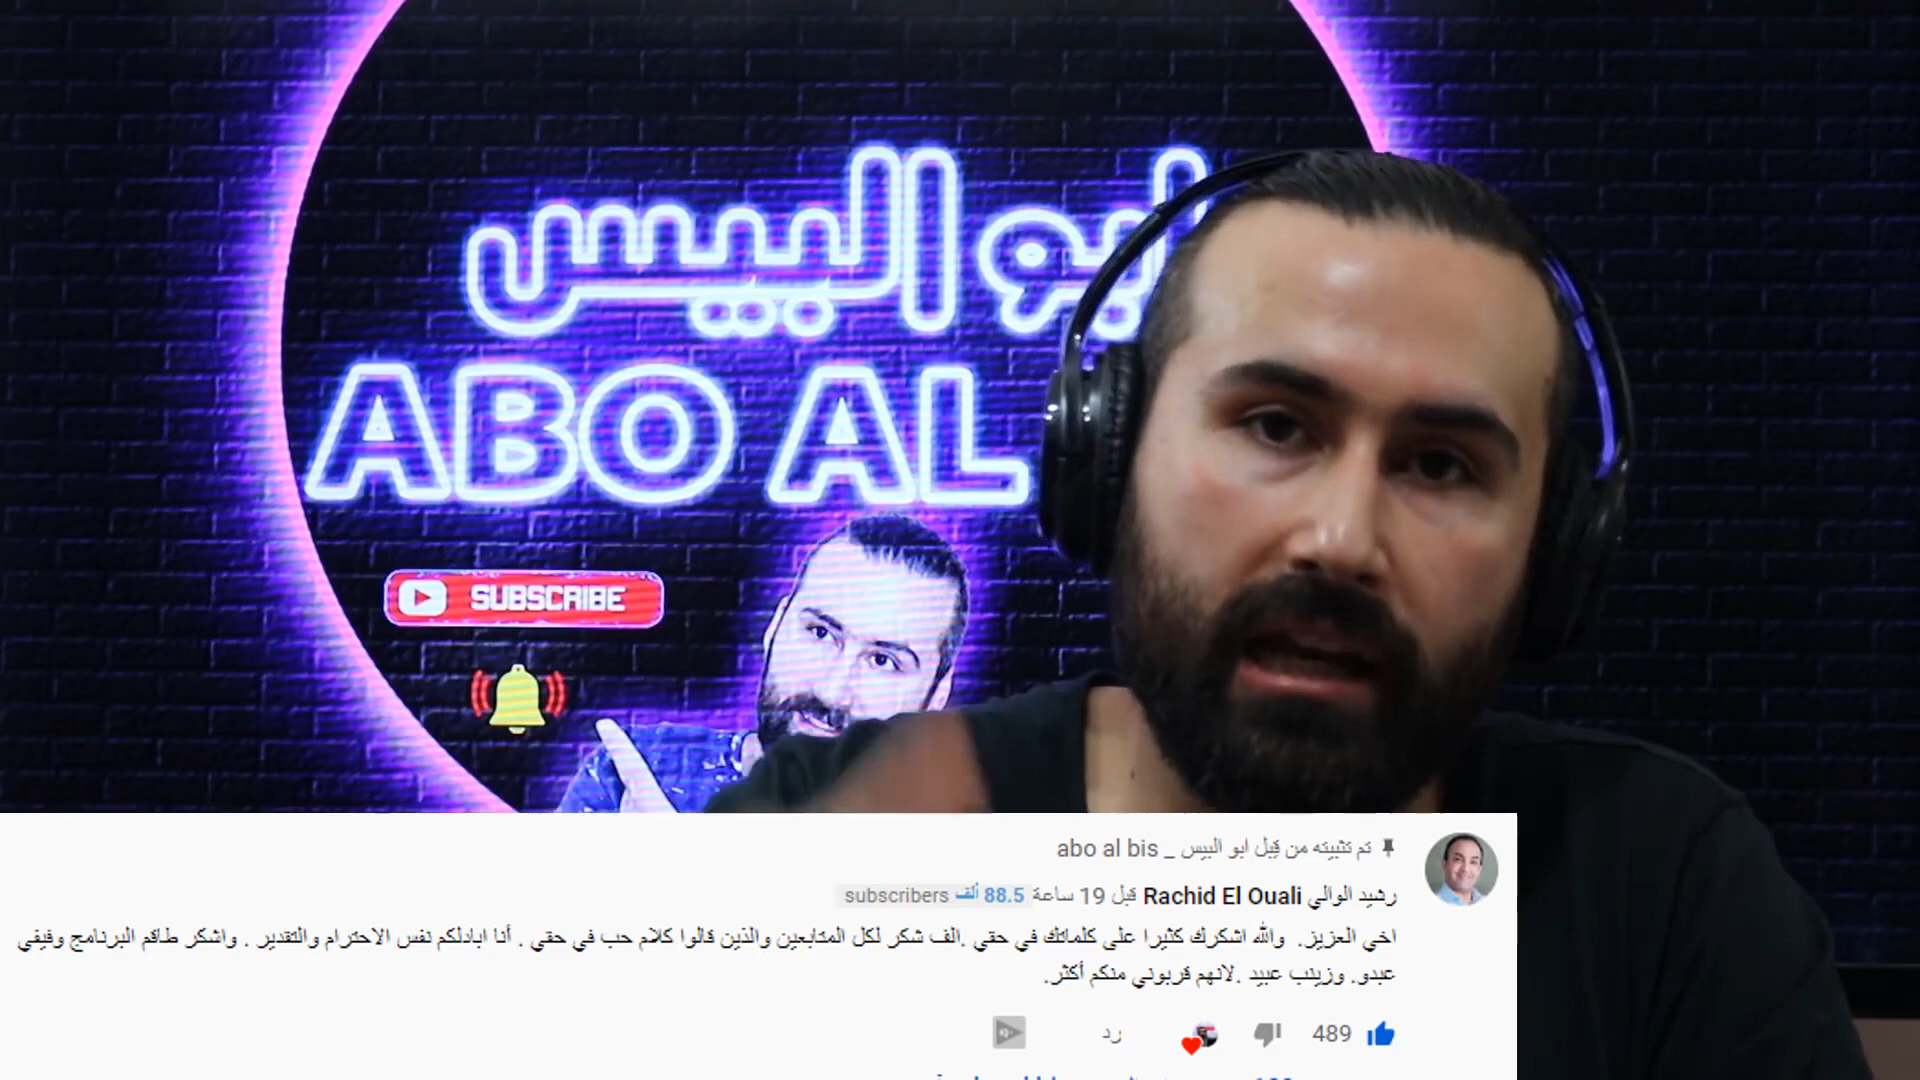 ابو البيس
ABO AL
SUBSCRIBE
تم تثبيته من قِبل ابو البيس _ abo al bis
رشيد الوالي Rachid El Ouali قبل 19 ساعة 88.5 ألف subscribers
اخي العزيز. والله اشكرك كثيرا على كلماتك في حقي .الف شكر لكل المتابعين والذين قالوا كلام حب في حقي . أنا ابادلكم نفس الاحترام والتقدير . واشكر طاقم البرنامج وفيفي
عبدو. وزينب عبيد .لانهم قربوني منكم أكثر.
489 رد